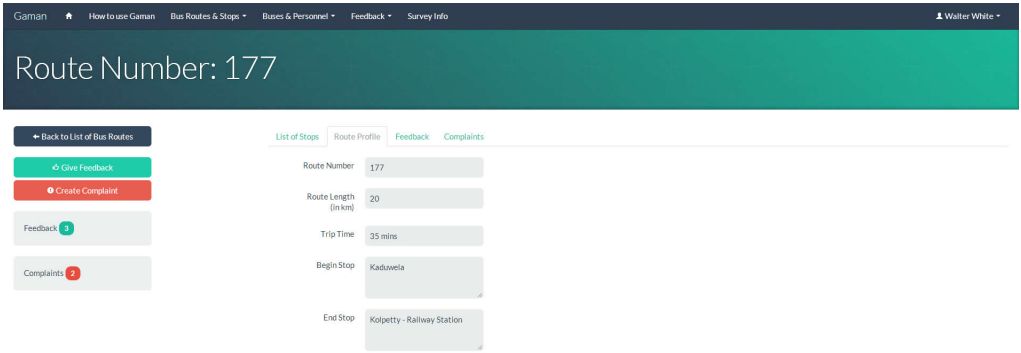 Gaman How to use Gaman Bus Routes & Stops Buses & Personnel Feedback Survey Info Walter White
Route Number: 177
Back to List of Bus Routes
Give Feedback
Create Complaint
Feedback 3
Complaints 2
List of Stops Route Profile Feedback Complaints
Route Number 177
Route Length
(in km) 20
Trip Time 35 mins
Begin Stop Kaduwela
End Stop Kolpetty - Railway Station